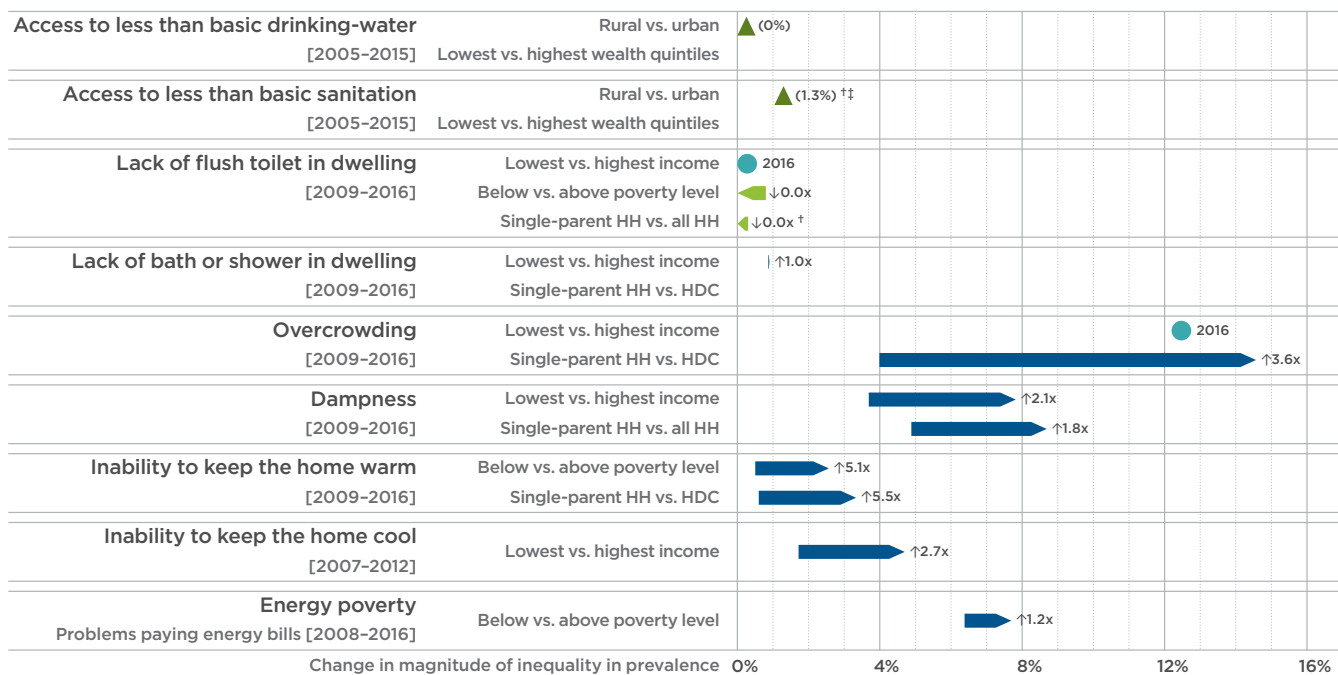 Access to less than basic drinking-water Rural vs. urban (0%)
[2005–2015] Lowest vs. highest wealth quintiles
Access to less than basic sanitation Rural vs. urban (1.3%) †‡
[2005–2015] Lowest vs. highest wealth quintiles
Lack of flush toilet in dwelling Lowest vs. highest income 2016
[2009–2016] Below vs. above poverty level ↓0.0x
Single-parent HH vs. all HH ↓0.0x †
Lack of bath or shower in dwelling Lowest vs. highest income ↑1.0x
[2009–2016] Single-parent HH vs. HDC
Overcrowding Lowest vs. highest income 2016
[2009–2016] Single-parent HH vs. HDC ↑3.6x
Dampness Lowest vs. highest income ↑2.1x
[2009–2016] Single-parent HH vs. all HH ↑1.8x
Inability to keep the home warm Below vs. above poverty level ↑5.1x
[2009–2016] Single-parent HH vs. HDC ↑5.5x
Inability to keep the home cool
Lowest vs. highest income ↑2.7x
[2007–2012]
Energy poverty
Below vs. above poverty level ↑1.2x
Problems paying energy bills [2008–2016]
Change in magnitude of inequality in prevalence 0% 4% 8% 12% 16%